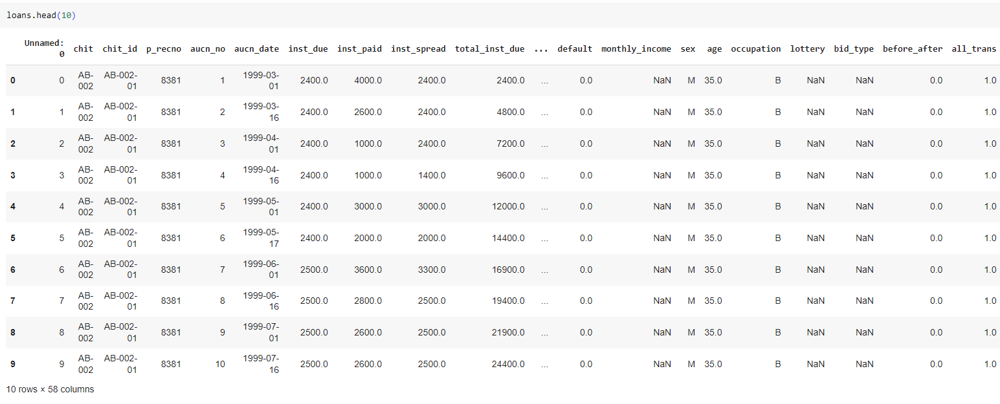 loans.head(10)
Unnamed: 0 chit chit_id p_recno aucn_no aucn_date inst_due inst_paid inst_spread total_inst_due ... default monthly_income sex age occupation lottery bid_type before_after all_trans
0 0 AB-002 AB-002-01 8381 1 1999-03-01 2400.0 4000.0 2400.0 2400.0 ... 0.0 NaN M 35.0 B NaN NaN 0.0 1.0
1 1 AB-002 AB-002-01 8381 2 1999-03-16 2400.0 2600.0 2400.0 4800.0 ... 0.0 NaN M 35.0 B NaN NaN 0.0 1.0
2 2 AB-002 AB-002-01 8381 3 1999-04-01 2400.0 1000.0 2400.0 7200.0 ... 0.0 NaN M 35.0 B NaN NaN 0.0 1.0
3 3 AB-002 AB-002-01 8381 4 1999-04-16 2400.0 1000.0 1400.0 9600.0 ... 0.0 NaN M 35.0 B NaN NaN 0.0 1.0
4 4 AB-002 AB-002-01 8381 5 1999-05-01 2400.0 3000.0 3000.0 12000.0 ... 0.0 NaN M 35.0 B NaN NaN 0.0 1.0
5 5 AB-002 AB-002-01 8381 6 1999-05-17 2400.0 2000.0 2000.0 14400.0 ... 0.0 NaN M 35.0 B NaN NaN 0.0 1.0
6 6 AB-002 AB-002-01 8381 7 1999-06-01 2500.0 3600.0 3300.0 16900.0 ... 0.0 NaN M 35.0 B NaN NaN 0.0 1.0
7 7 AB-002 AB-002-01 8381 8 1999-06-16 2500.0 2800.0 2500.0 19400.0 ... 0.0 NaN M 35.0 B NaN NaN 0.0 1.0
8 8 AB-002 AB-002-01 8381 9 1999-07-01 2500.0 2600.0 2500.0 21900.0 ... 0.0 NaN M 35.0 B NaN NaN 0.0 1.0
9 9 AB-002 AB-002-01 8381 10 1999-07-16 2500.0 2600.0 2500.0 24400.0 ... 0.0 NaN M 35.0 B NaN NaN 0.0 1.0
10 rows × 58 columns